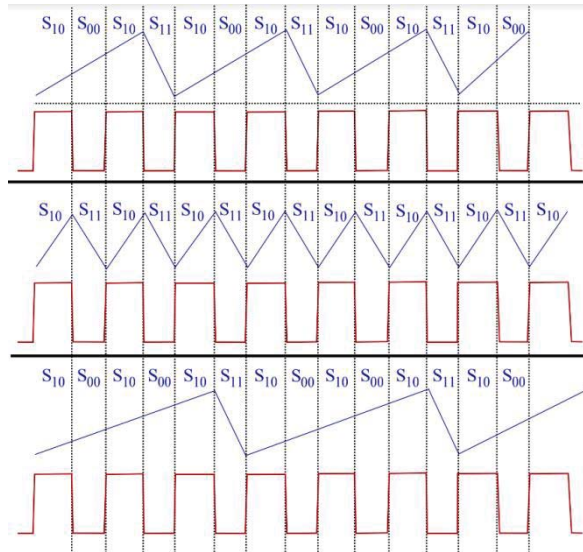 S₁₀ S₀₀ S₁₀ S₁₁ S₁₀ S₀₀ S₁₀ S₁₁ S₁₀ S₀₀ S₁₀ S₁₁ S₁₀ S₀₀
S₁₀ S₁₁ S₁₀ S₁₁ S₁₀ S₁₁ S₁₀ S₁₁ S₁₀ S₁₁ S₁₀ S₁₁ S₁₀ S₁₁ S₁₀
S₁₀ S₀₀ S₁₀ S₀₀ S₁₀ S₁₁ S₁₀ S₀₀ S₁₀ S₀₀ S₁₀ S₁₁ S₁₀ S₀₀